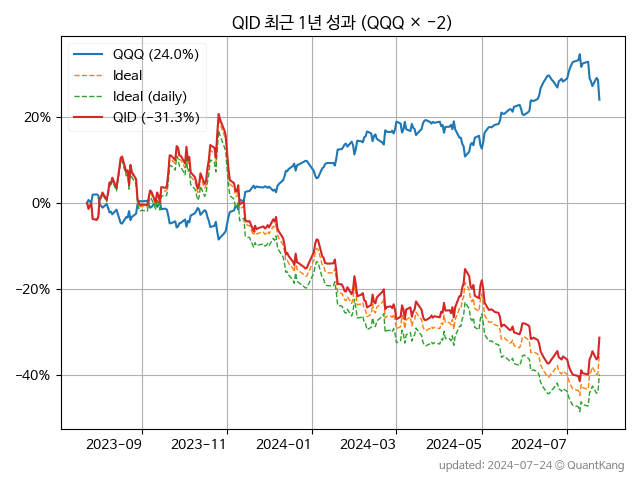 QID 최근 1년 성과 (QQQ × −2)
QQQ (24.0%)
Ideal
Ideal (daily)
QID (−31.3%)
20%
0%
−20%
−40%
2023−09 2023−11 2024−01 2024−03 2024−05 2024−07
updated: 2024-07-24 © QuantKang